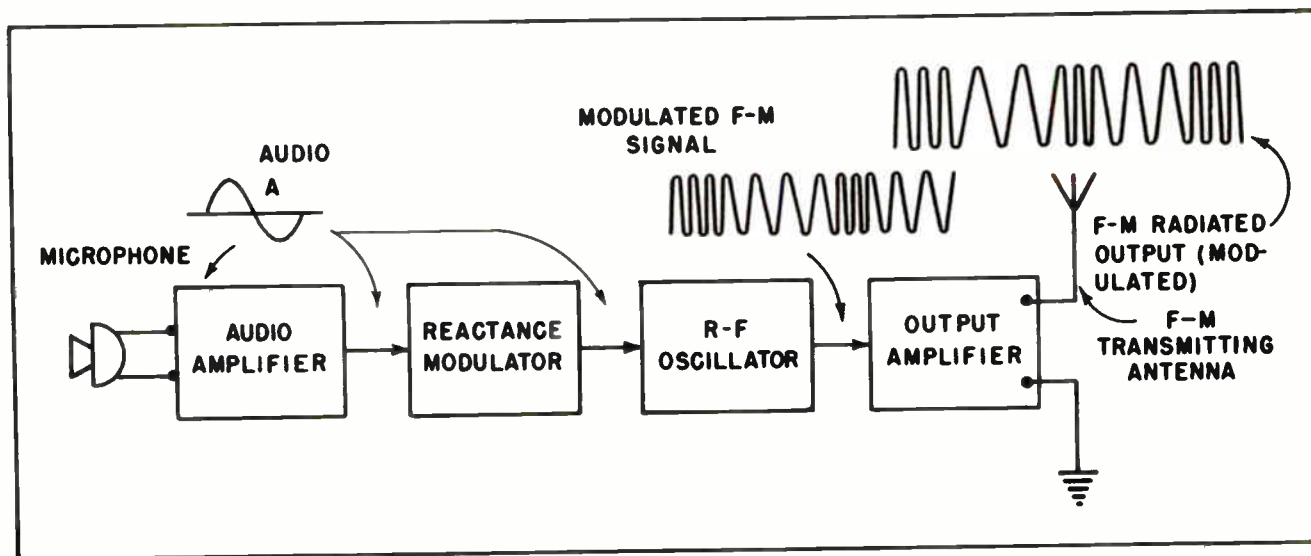 AUDIO
A
MICROPHONE
AUDIO
AMPLIFIER
REACTANCE
MODULATOR
MODULATED F-M
SIGNAL
R-F
OSCILLATOR
OUTPUT
AMPLIFIER
F-M RADIATED
OUTPUT (MOD-
ULATED)
F-M
TRANSMITTING
ANTENNA